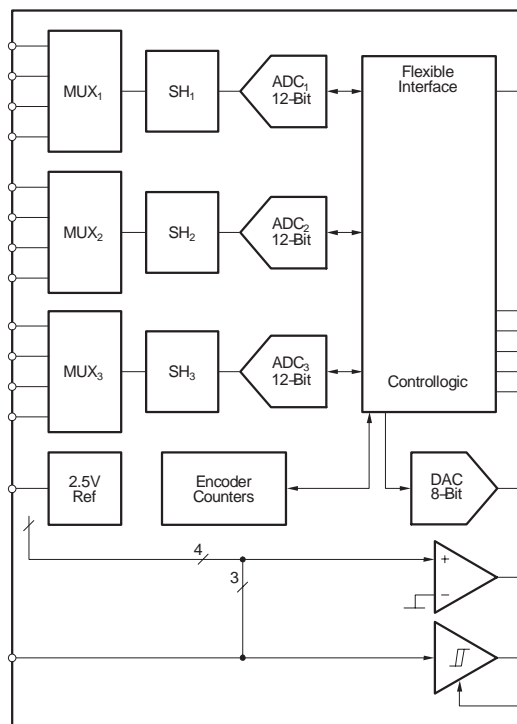 MUX1
SH1
ADC1
12-Bit
Flexible
Interface
MUX2
SH2
ADC2
12-Bit
MUX3
SH3
ADC3
12-Bit
Controllogic
2.5V
Ref
Encoder
Counters
DAC
8-Bit
4
+
3
−